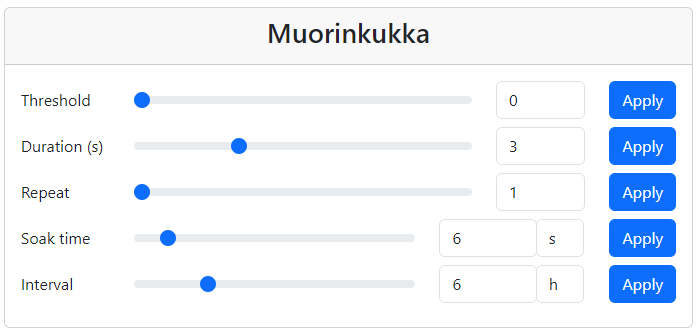 Muorinkukka
Threshold 0 Apply
Duration (s) 3 Apply
Repeat 1 Apply
Soak time 6 s Apply
Interval 6 h Apply